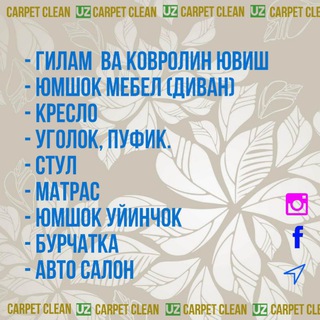 CARPET CLEAN UZ CARPET CLEAN UZ CARPET CLEAN UZ CARPET CLEAN
- ГИЛАМ ВА КОВРОЛИН ЮВИШ
- ЮМШОК МЕБЕЛ (ДИВАН)
- КРЕСЛО
- УГОЛОК, ПУФИК.
- СТУЛ
- МАТРАС
- ЮМШОК УЙИНЧОК
- БУРЧАТКА
- АВТО САЛОН
CARPET CLEAN UZ CARPET CLEAN UZ CARPET CLEAN UZ CARPET CLEAN